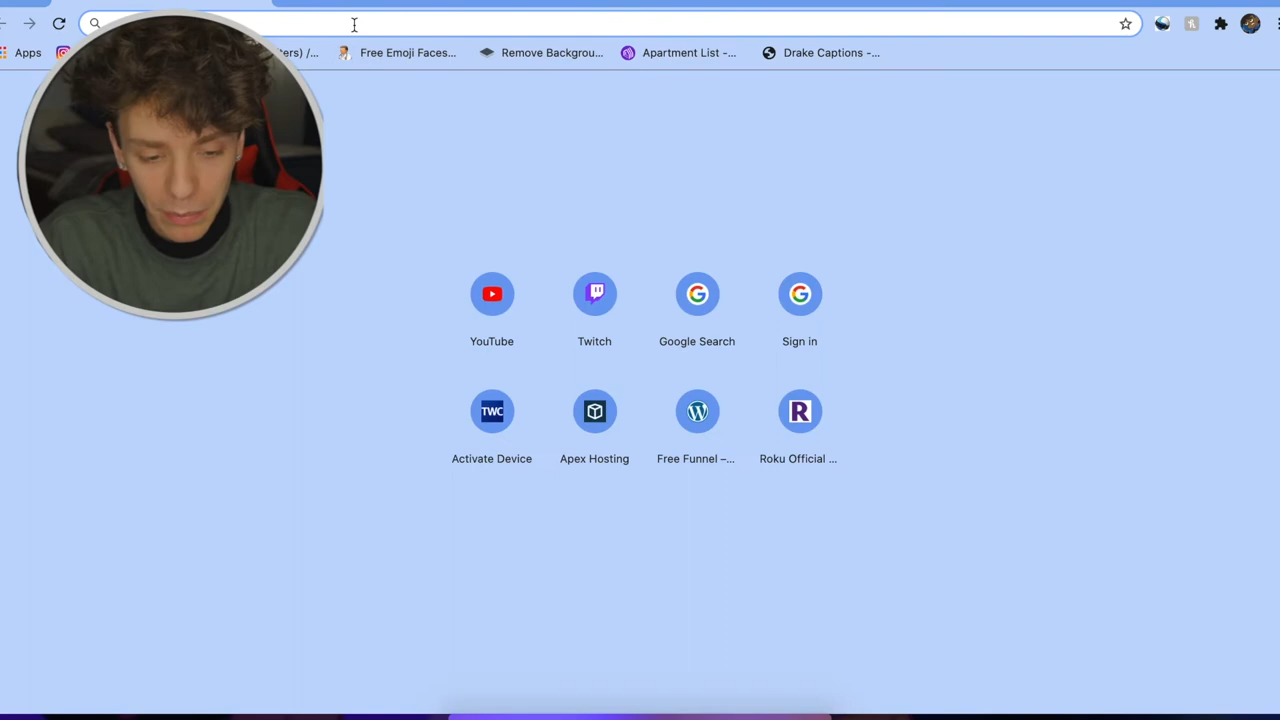 Apps
ters) /...
Free Emoji Faces...
Remove Backgrou...
Apartment List -...
Drake Captions -...
YouTube
Twitch
Google Search
Sign in
TWC
Activate Device
Apex Hosting
Free Funnel –...
R
Roku Official ...